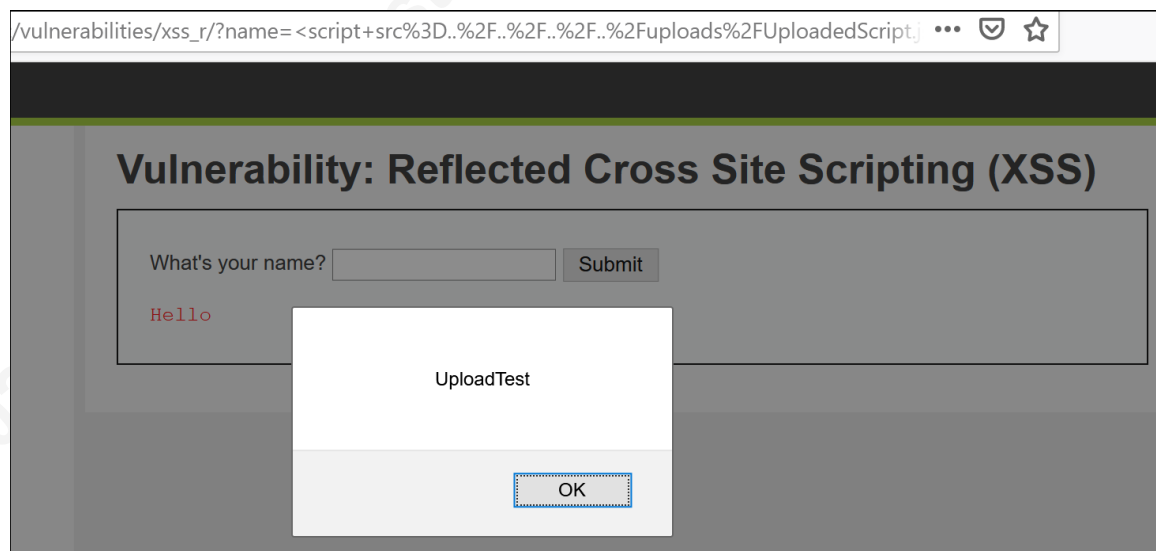 /vulnerabilities/xss_r/?name=<script+src%3D..%2F..%2F..%2F..%2Fuploads%2FUploadedScript.j
Vulnerability: Reflected Cross Site Scripting (XSS)
What's your name? Submit
Hello
UploadTest
OK